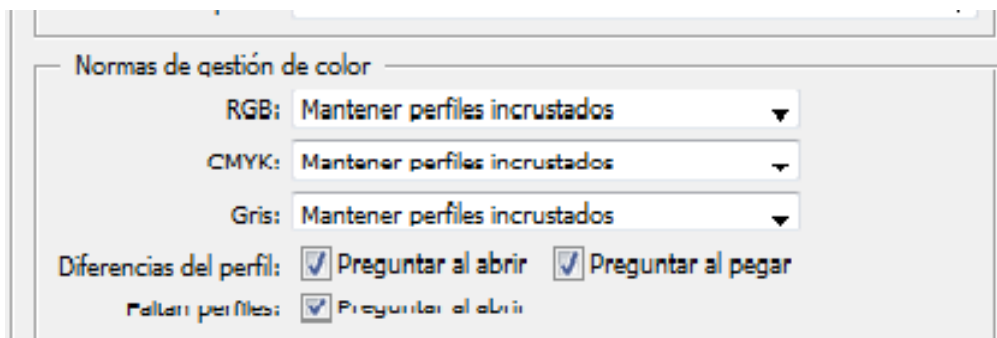 Normas de gestión de color
RGB: Mantener perfiles incrustados
CMYK: Mantener perfiles incrustados
Gris: Mantener perfiles incrustados
Diferencias del perfil: Preguntar al abrir Preguntar al pegar
Faltan perfiles: Preguntar al abrir